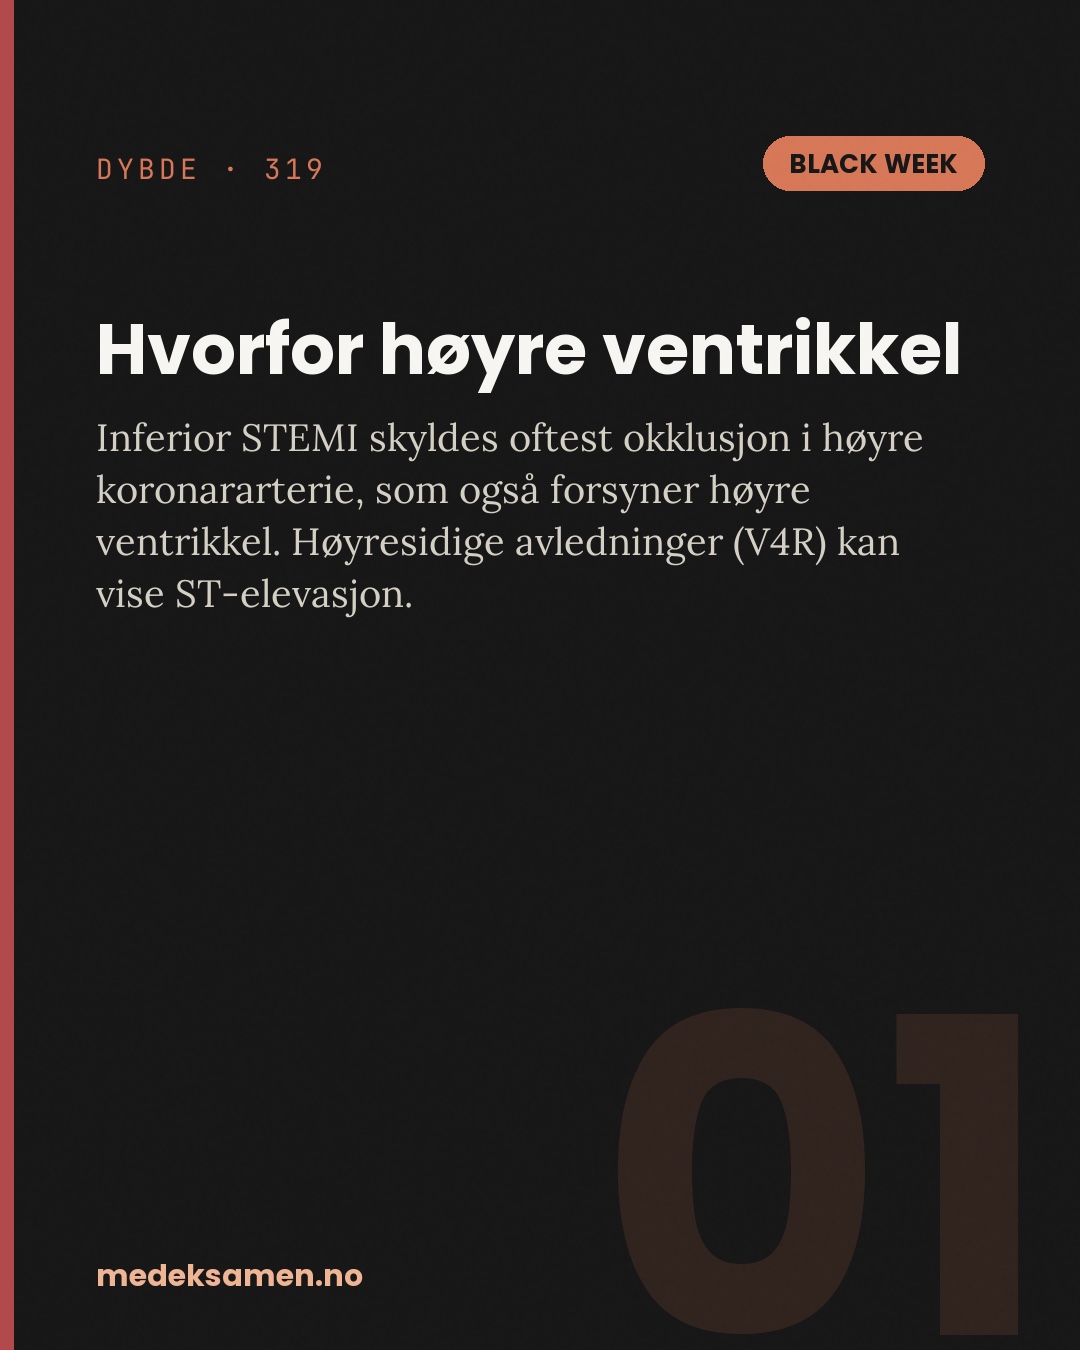 DYBDE · 319
BLACK WEEK
Hvorfor høyre ventrikkel
Inferior STEMI skyldes oftest okklusjon i høyre
koronararterie, som også forsyner høyre
ventrikkel. Høyresidige avledninger (V4R) kan
vise ST-elevasjon.
01
medeksamen.no